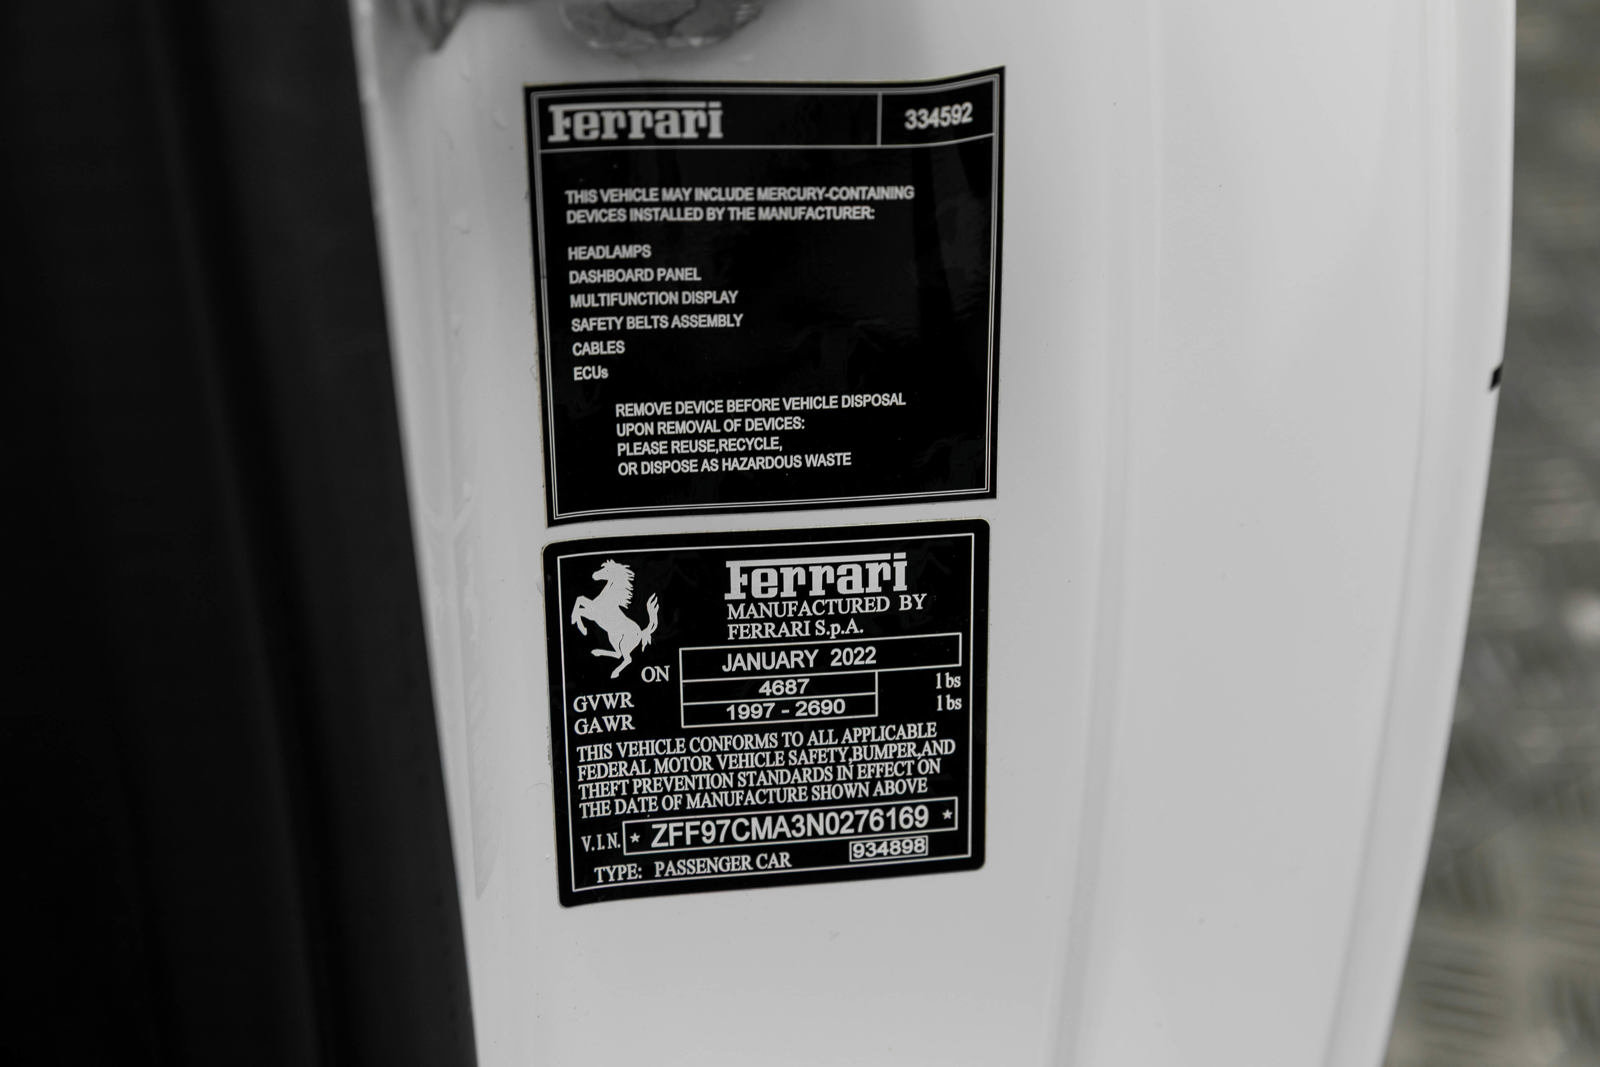 Ferrari 334592
THIS VEHICLE MAY INCLUDE MERCURY-CONTAINING
DEVICES INSTALLED BY THE MANUFACTURER:
HEADLAMPS
DASHBOARD PANEL
MULTIFUNCTION DISPLAY
SAFETY BELTS ASSEMBLY
CABLES
ECUs
REMOVE DEVICE BEFORE VEHICLE DISPOSAL
UPON REMOVAL OF DEVICES:
PLEASE REUSE,RECYCLE,
OR DISPOSE AS HAZARDOUS WASTE
Ferrari
MANUFACTURED BY
FERRARI S.p.A.
ON JANUARY 2022
GVWR 4687 lbs
GAWR 1997 - 2690 lbs
THIS VEHICLE CONFORMS TO ALL APPLICABLE
FEDERAL MOTOR VEHICLE SAFETY,BUMPER,AND
THEFT PREVENTION STANDARDS IN EFFECT ON
THE DATE OF MANUFACTURE SHOWN ABOVE
V.I.N. * ZFF97CMA3N0276169 *
TYPE: PASSENGER CAR 934898